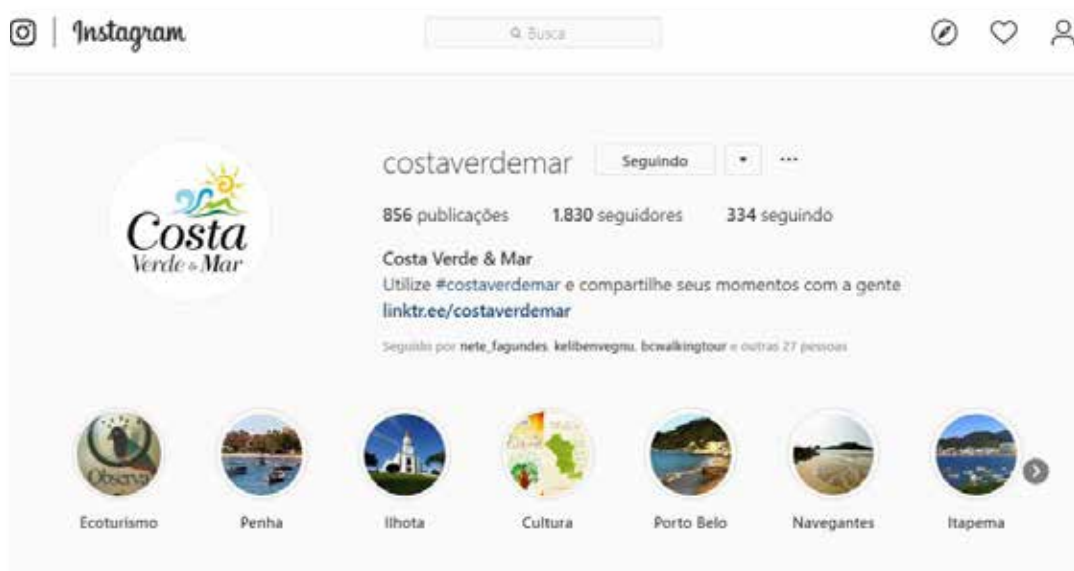 Instagram
Busca
Costa
Verde & Mar
costaverdemar Seguindo
856 publicações 1.830 seguidores 334 seguindo
Costa Verde & Mar
Utilize #costaverdemar e compartilhe seus momentos com a gente
linktr.ee/costaverdemar
Seguido por nete_fagundes, kelibenvegnu, bcwalkingtour e outras 27 pessoas
Observa
Ecoturismo Penha Ilhota Cultura Porto Belo Navegantes Itapema